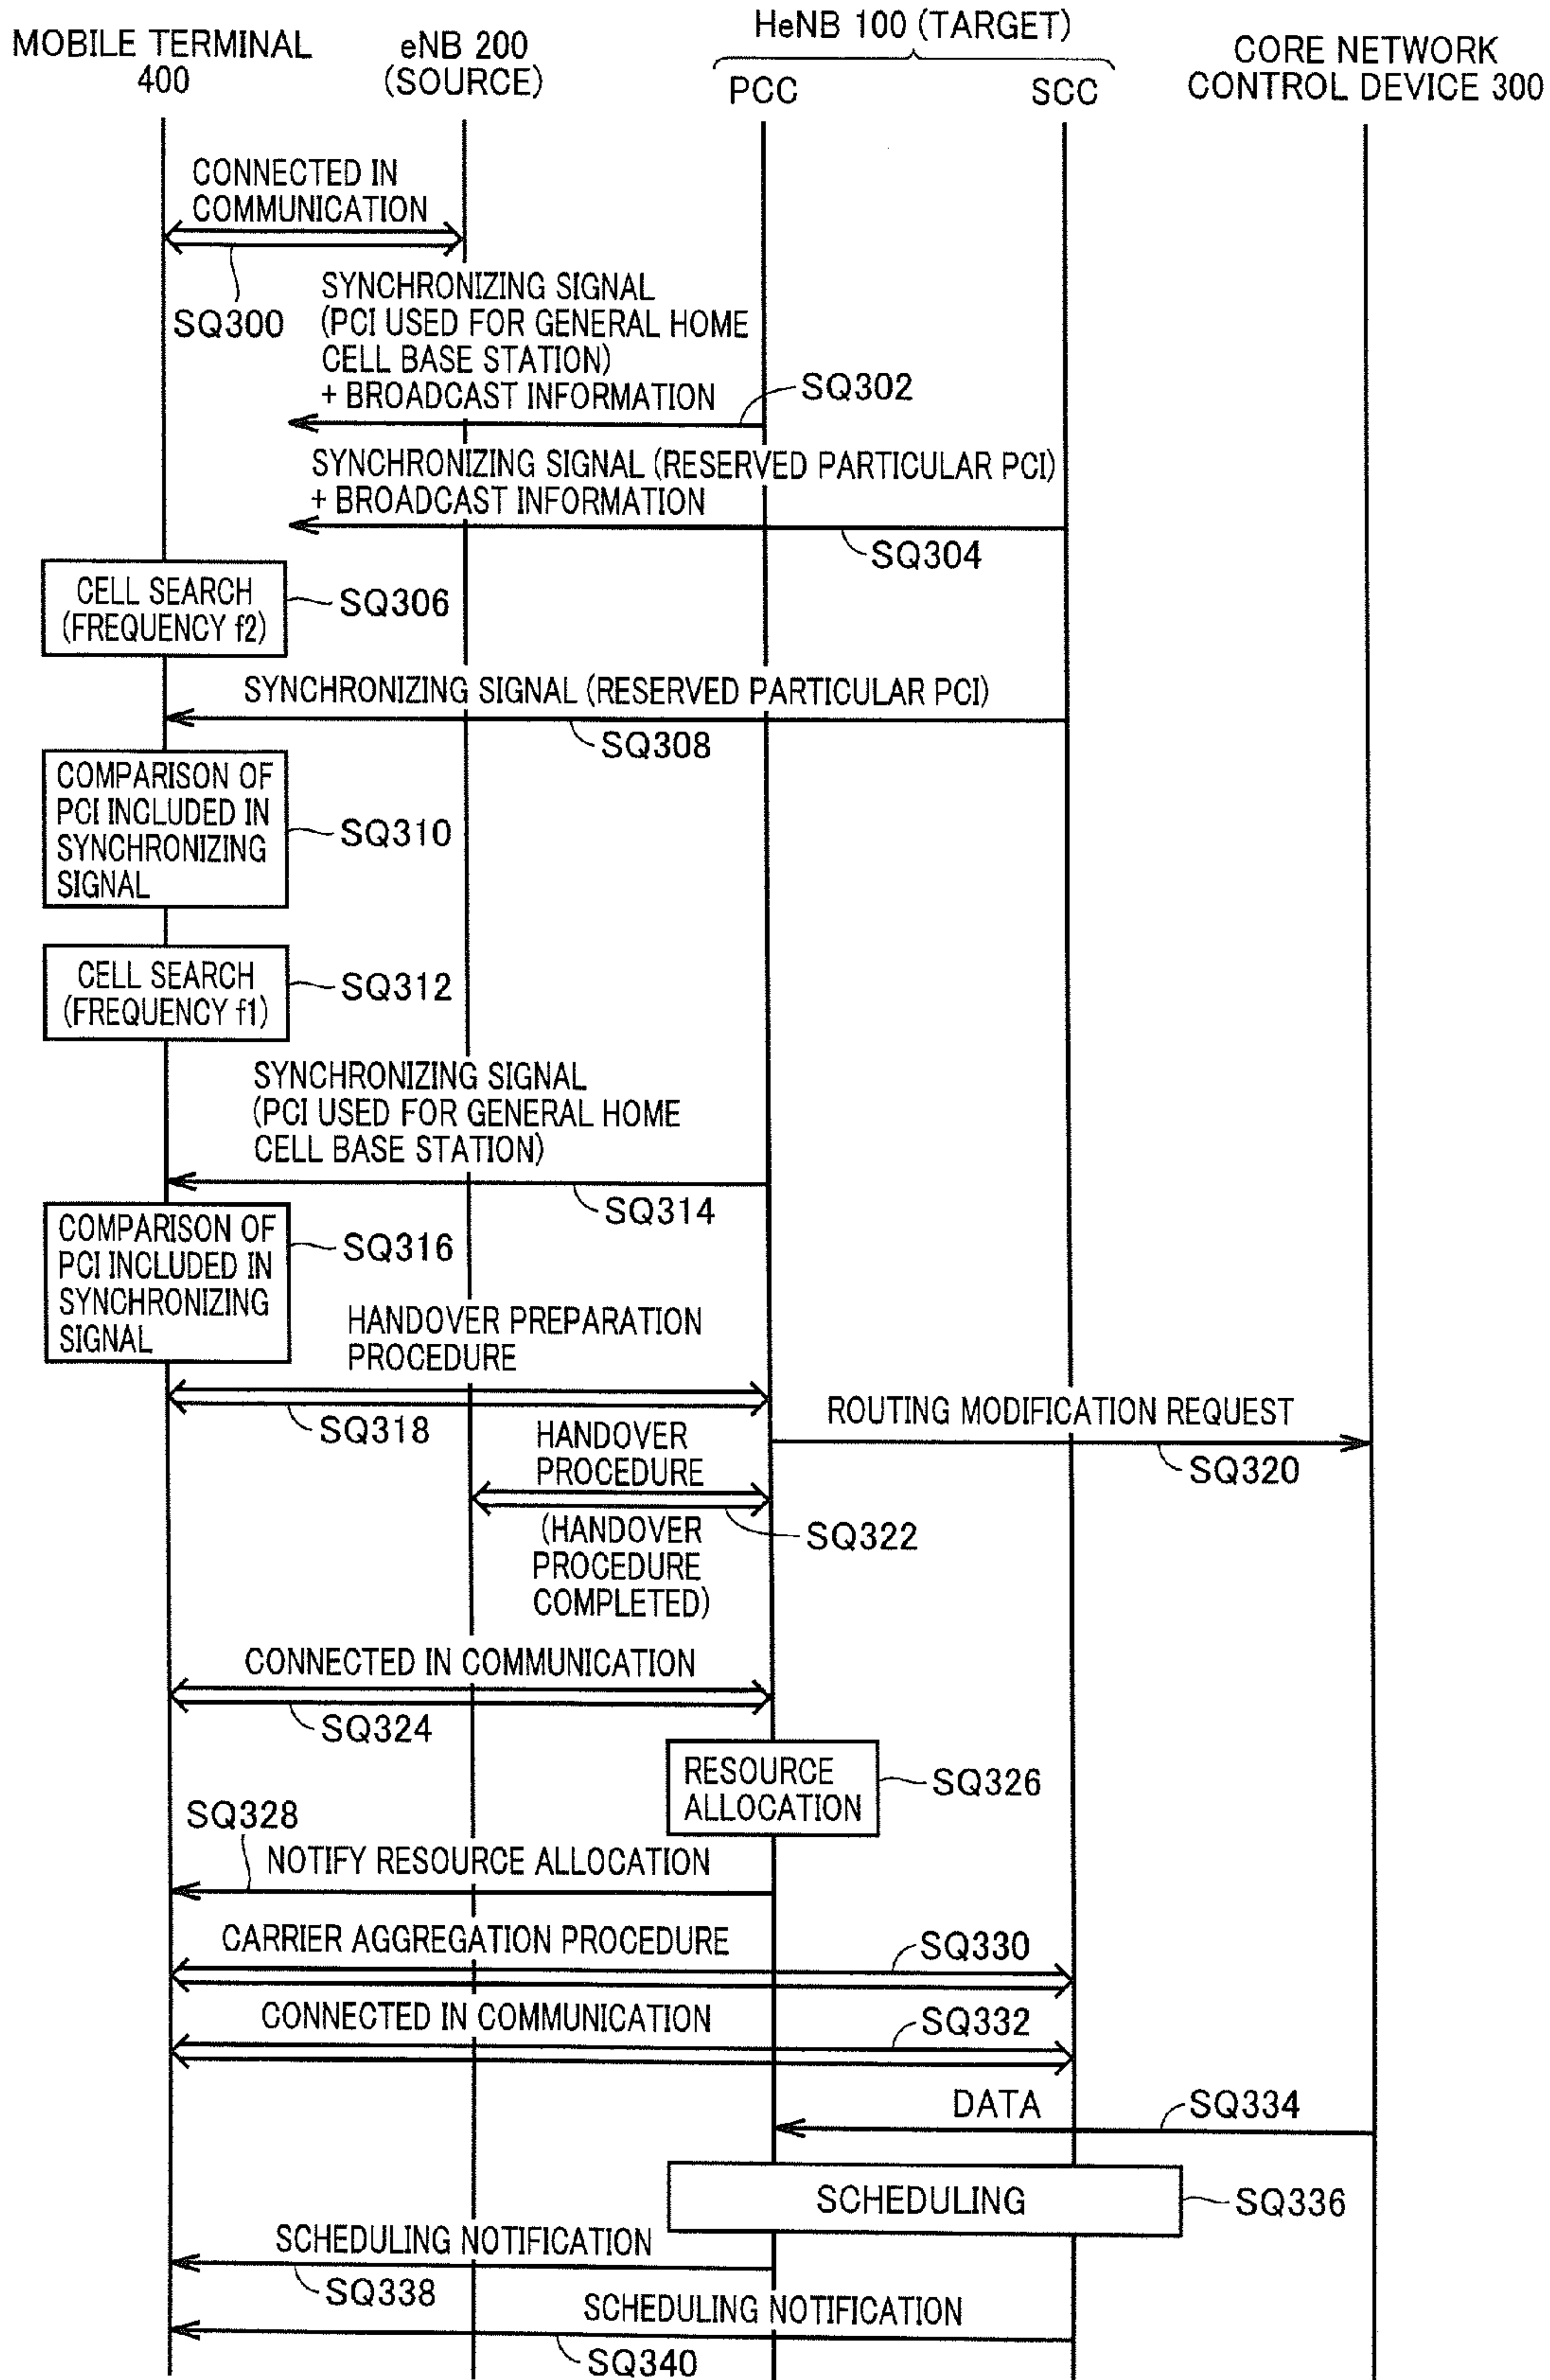 MOBILE TERMINAL
400
eNB 200
(SOURCE)
HeNB 100 (TARGET)
PCC
SCC
CORE NETWORK
CONTROL DEVICE 300
CONNECTED IN
COMMUNICATION
SQ300
SYNCHRONIZING SIGNAL
(PCI USED FOR GENERAL HOME
CELL BASE STATION)
+ BROADCAST INFORMATION
SQ302
SYNCHRONIZING SIGNAL (RESERVED PARTICULAR PCI)
+ BROADCAST INFORMATION
SQ304
CELL SEARCH
(FREQUENCY f2)
SQ306
SYNCHRONIZING SIGNAL (RESERVED PARTICULAR PCI)
SQ308
COMPARISON OF
PCI INCLUDED IN
SYNCHRONIZING
SIGNAL
SQ310
CELL SEARCH
(FREQUENCY f1)
SQ312
SYNCHRONIZING SIGNAL
(PCI USED FOR GENERAL HOME
CELL BASE STATION)
SQ314
COMPARISON OF
PCI INCLUDED IN
SYNCHRONIZING
SIGNAL
SQ316
HANDOVER PREPARATION
PROCEDURE
SQ318
ROUTING MODIFICATION REQUEST
SQ320
HANDOVER
PROCEDURE
SQ322
(HANDOVER
PROCEDURE
COMPLETED)
CONNECTED IN COMMUNICATION
SQ324
RESOURCE
ALLOCATION
SQ326
SQ328
NOTIFY RESOURCE ALLOCATION
CARRIER AGGREGATION PROCEDURE
SQ330
CONNECTED IN COMMUNICATION
SQ332
DATA
SQ334
SCHEDULING
SQ336
SCHEDULING NOTIFICATION
SQ338
SCHEDULING NOTIFICATION
SQ340